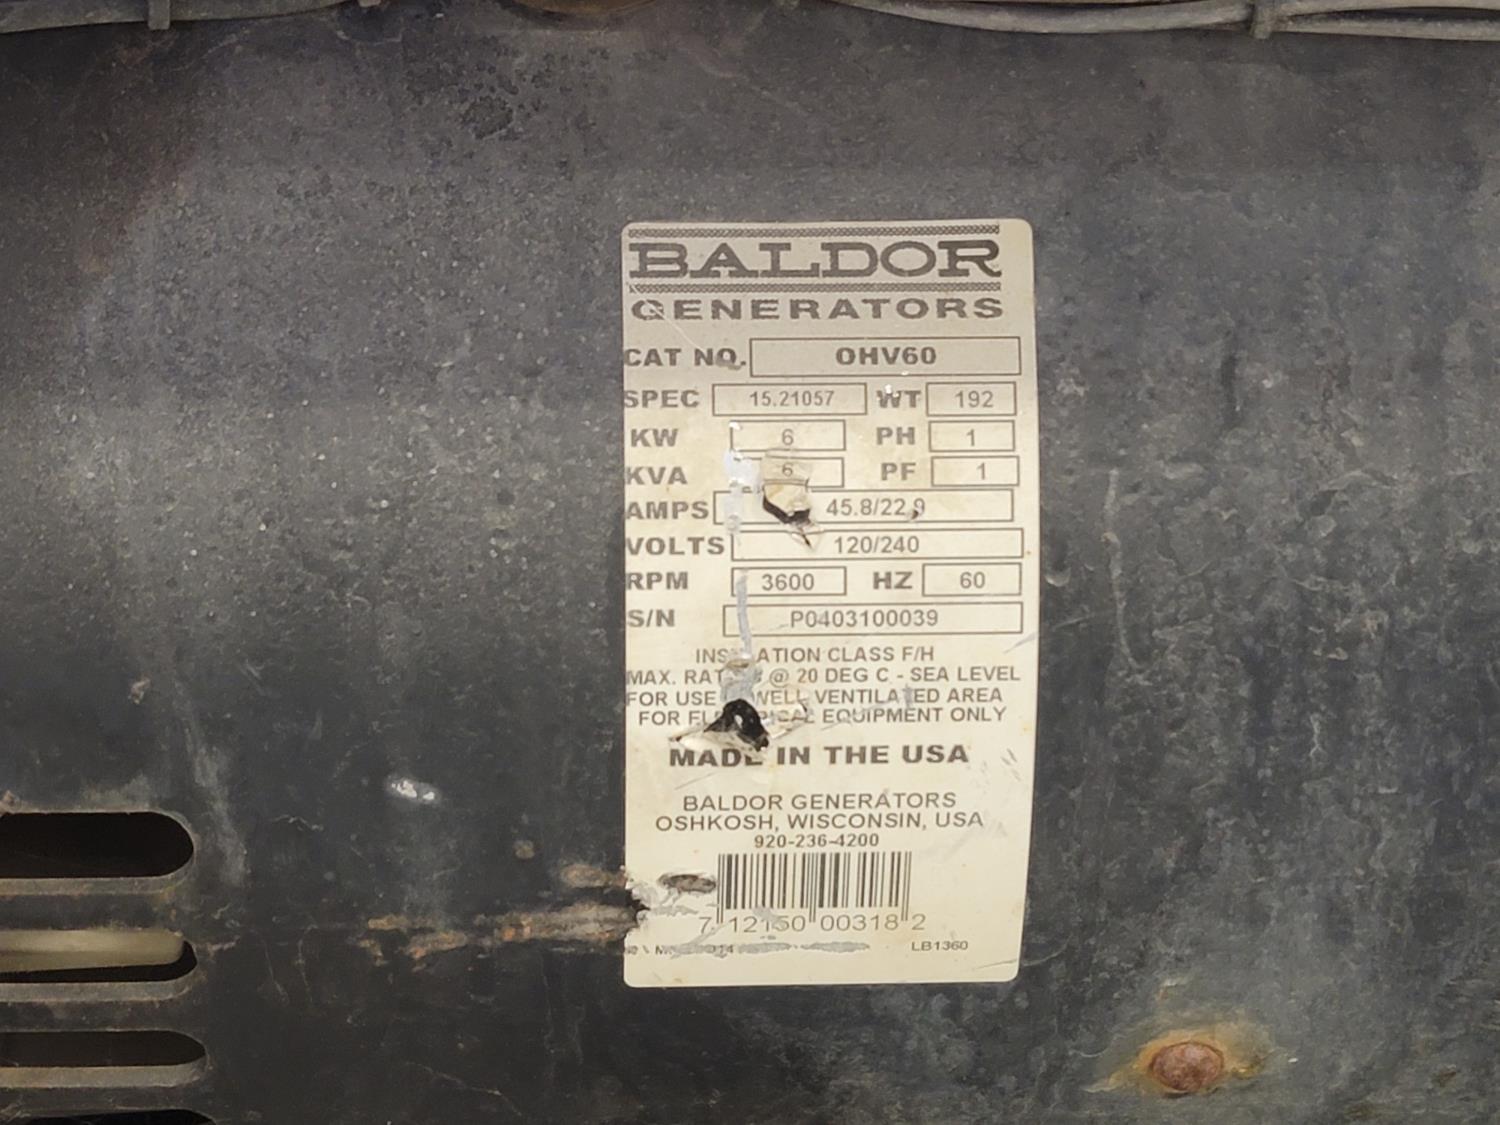 BALDOR
GENERATORS
CAT NO. OHV60
SPEC 15.21057 WT 192
KW 6 PH 1
KVA 6 PF 1
AMPS 45.8/22.9
VOLTS 120/240
RPM 3600 HZ 60
S/N P0403100039
CLASS F/H
MAX. @ 20 DEG C - SEA LEVEL
FOR USE WELL VENTILATED AREA
FOR EQUIPMENT ONLY
MADE IN THE USA
BALDOR GENERATORS
OSHKOSH, WISCONSIN, USA
920-236-4200
7 12150 00318 2
LB1360